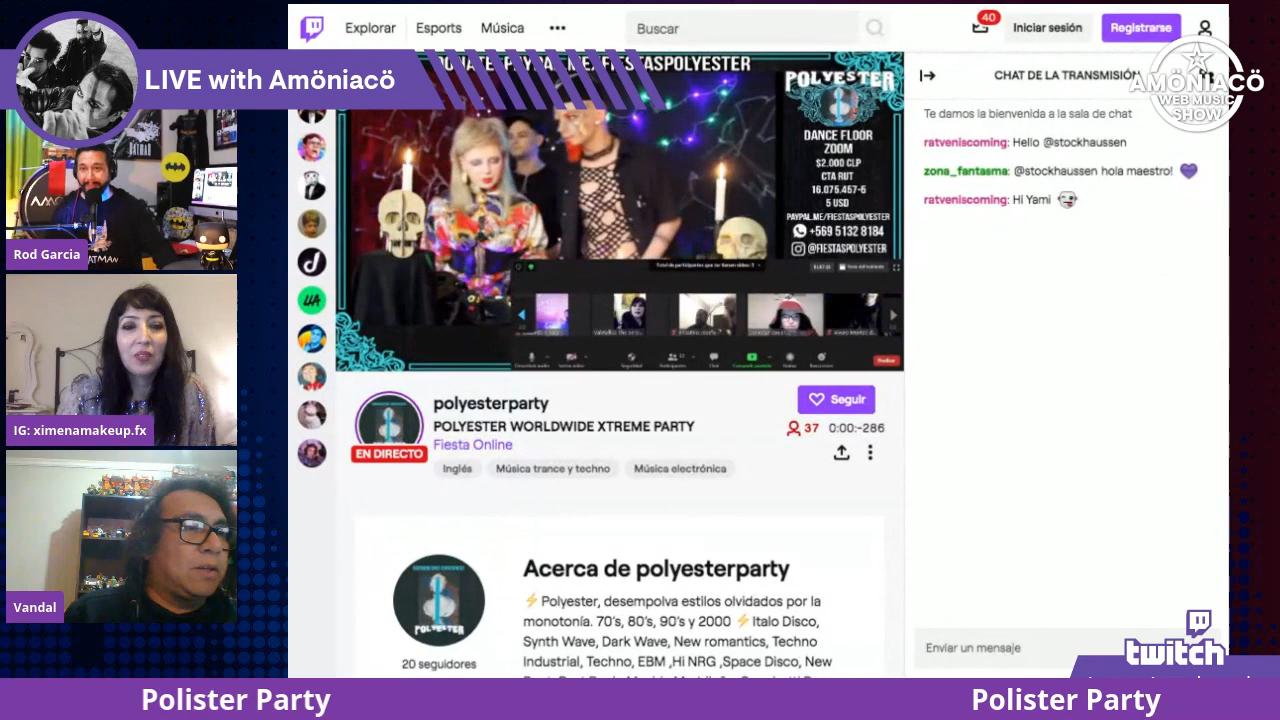 LIVE with Amöniacö
Rod Garcia
IG: ximenamakeup.fx
Vandal
Explorar
Esports
Música
•••
Buscar
40
Iniciar sesión
Registrarse
POLYESTER
DANCE FLOOR
ZOOM
$2.000 CLP
CTA RUT
16.075.457-5
5 USD
PAYPAL.ME/FIESTASPOLYESTER
+569 5132 8184
@FIESTASPOLYESTER
polyesterparty
POLYESTER WORLDWIDE XTREME PARTY
Fiesta Online
EN DIRECTO
Inglés
Música trance y techno
Música electrónica
Seguir
37
0:00:-286
Acerca de polyesterparty
20 seguidores
⚡Polyester, desempolva estilos olvidados por la
monotonía. 70's, 80's, 90's y 2000 ⚡Italo Disco,
Synth Wave, Dark Wave, New romantics, Techno
Industrial, Techno, EBM ,Hi NRG ,Space Disco, New
CHAT DE LA TRANSMISIÓN
AMÖNIACÖ
WEB MUSIC
SHOW
Te damos la bienvenida a la sala de chat
ratveniscoming: Hello @stockhaussen
zona_fantasma: @stockhaussen hola maestro! 💜
ratveniscoming: Hi Yami
Enviar un mensaje
twitch
Polister Party
Polister Party